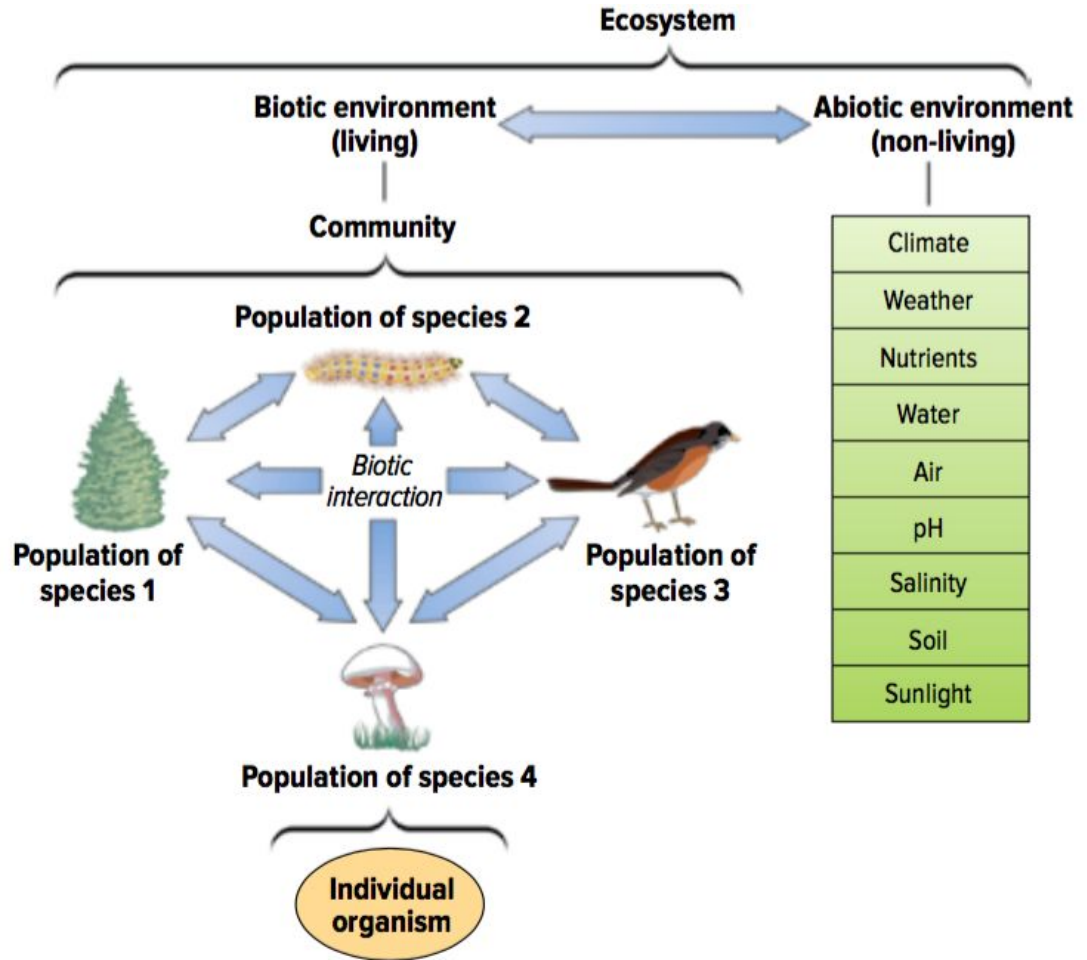 Ecosystem
Biotic environment
(living)
Abiotic environment
(non-living)
Community
Population of species 2
Biotic
interaction
Population of
species 1
Population of
species 3
Population of species 4
Individual
organism
Climate
Weather
Nutrients
Water
Air
pH
Salinity
Soil
Sunlight